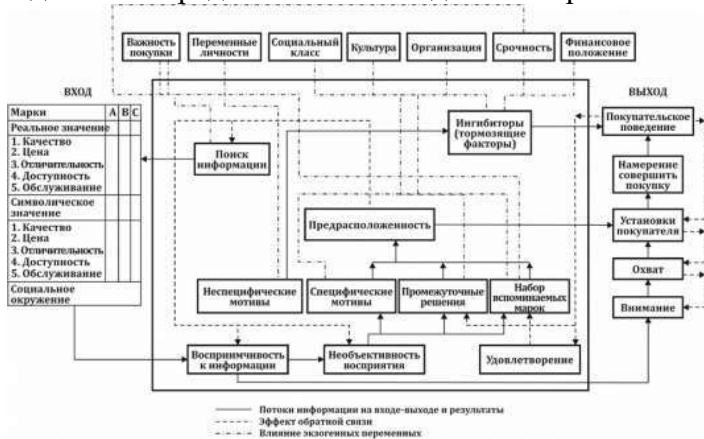 Важность
покупки
Переменные
личности
Социальный
класс
Культура
Организация
Срочность
Финансовое
положение
ВХОД
ВЫХОД
Марки А В С
Реальное значение
1. Качество
2. Цена
3. Отличительность
4. Доступность
5. Обслуживание
Символическое
значение
1. Качество
2. Цена
3. Отличительность
4. Доступность
5. Обслуживание
Социальное
окружение
Поиск
информации
Ингибиторы
(тормозящие
факторы)
Покупательское
поведение
Намерение
совершить
покупку
Предрасположенность
Установки
покупателя
Охват
Внимание
Неспецифические
мотивы
Специфические
мотивы
Промежуточные
решения
Набор
вспоминаемых
марок
Восприимчивость
к информации
Необъективность
восприятия
Удовлетворение
Потоки информации на входе-выходе и результаты
Эффект обратной связи
Влияние экзогенных переменных